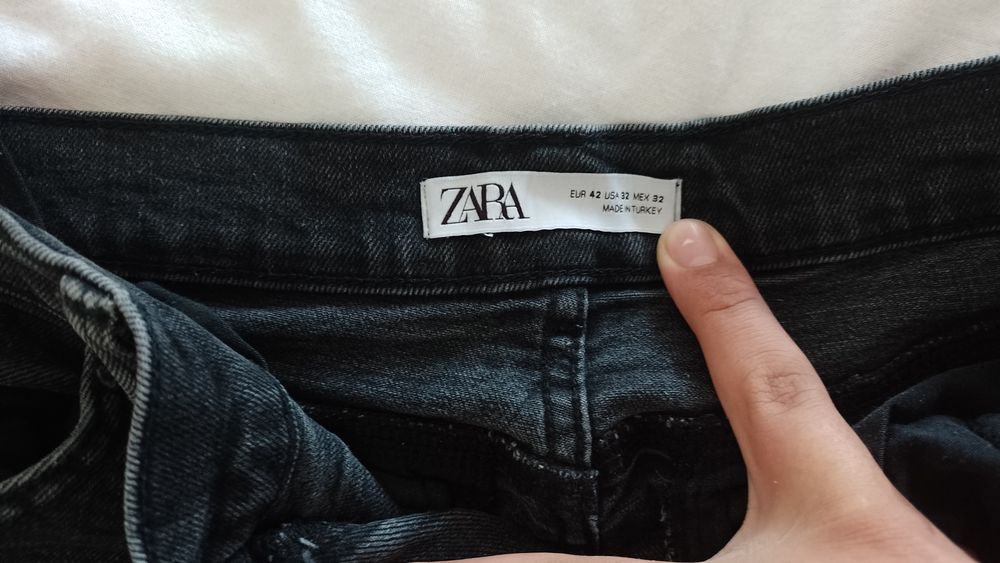 ZARA
EUR 42 USA 32 MEX 32
MADE IN TURKEY